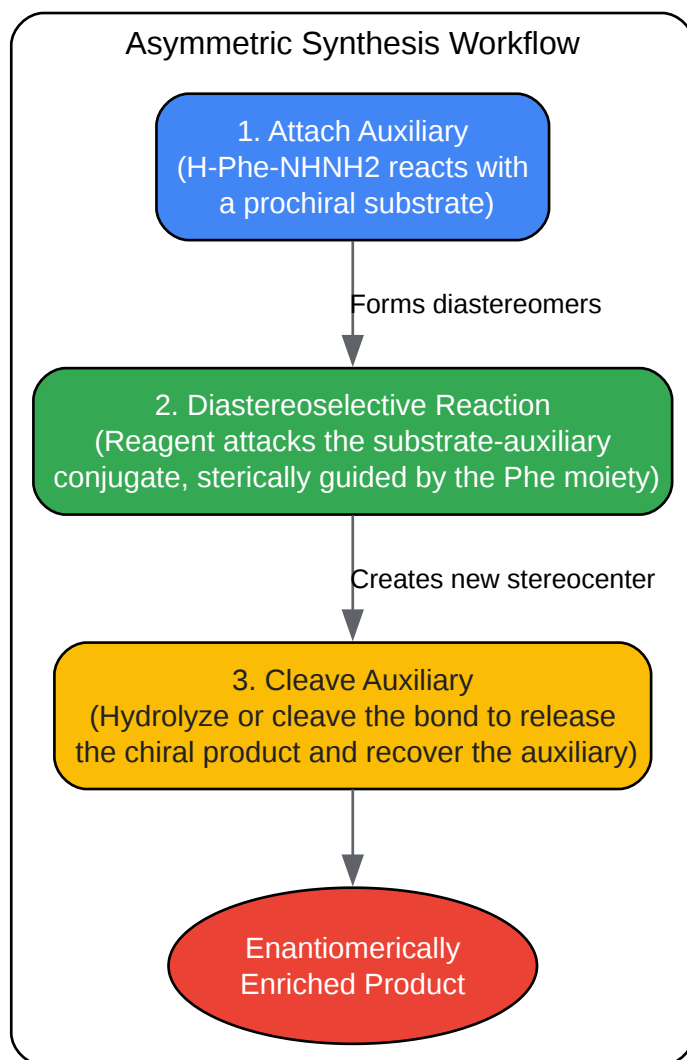 Asymmetric Synthesis Workflow
1. Attach Auxiliary
(H-Phe-NHNH2 reacts with
a prochiral substrate)
Forms diastereomers
2. Diastereoselective Reaction
(Reagent attacks the substrate-auxiliary
conjugate, sterically guided by the Phe moiety)
Creates new stereocenter
3. Cleave Auxiliary
(Hydrolyze or cleave the bond to release
the chiral product and recover the auxiliary)
Enantiomerically
Enriched Product